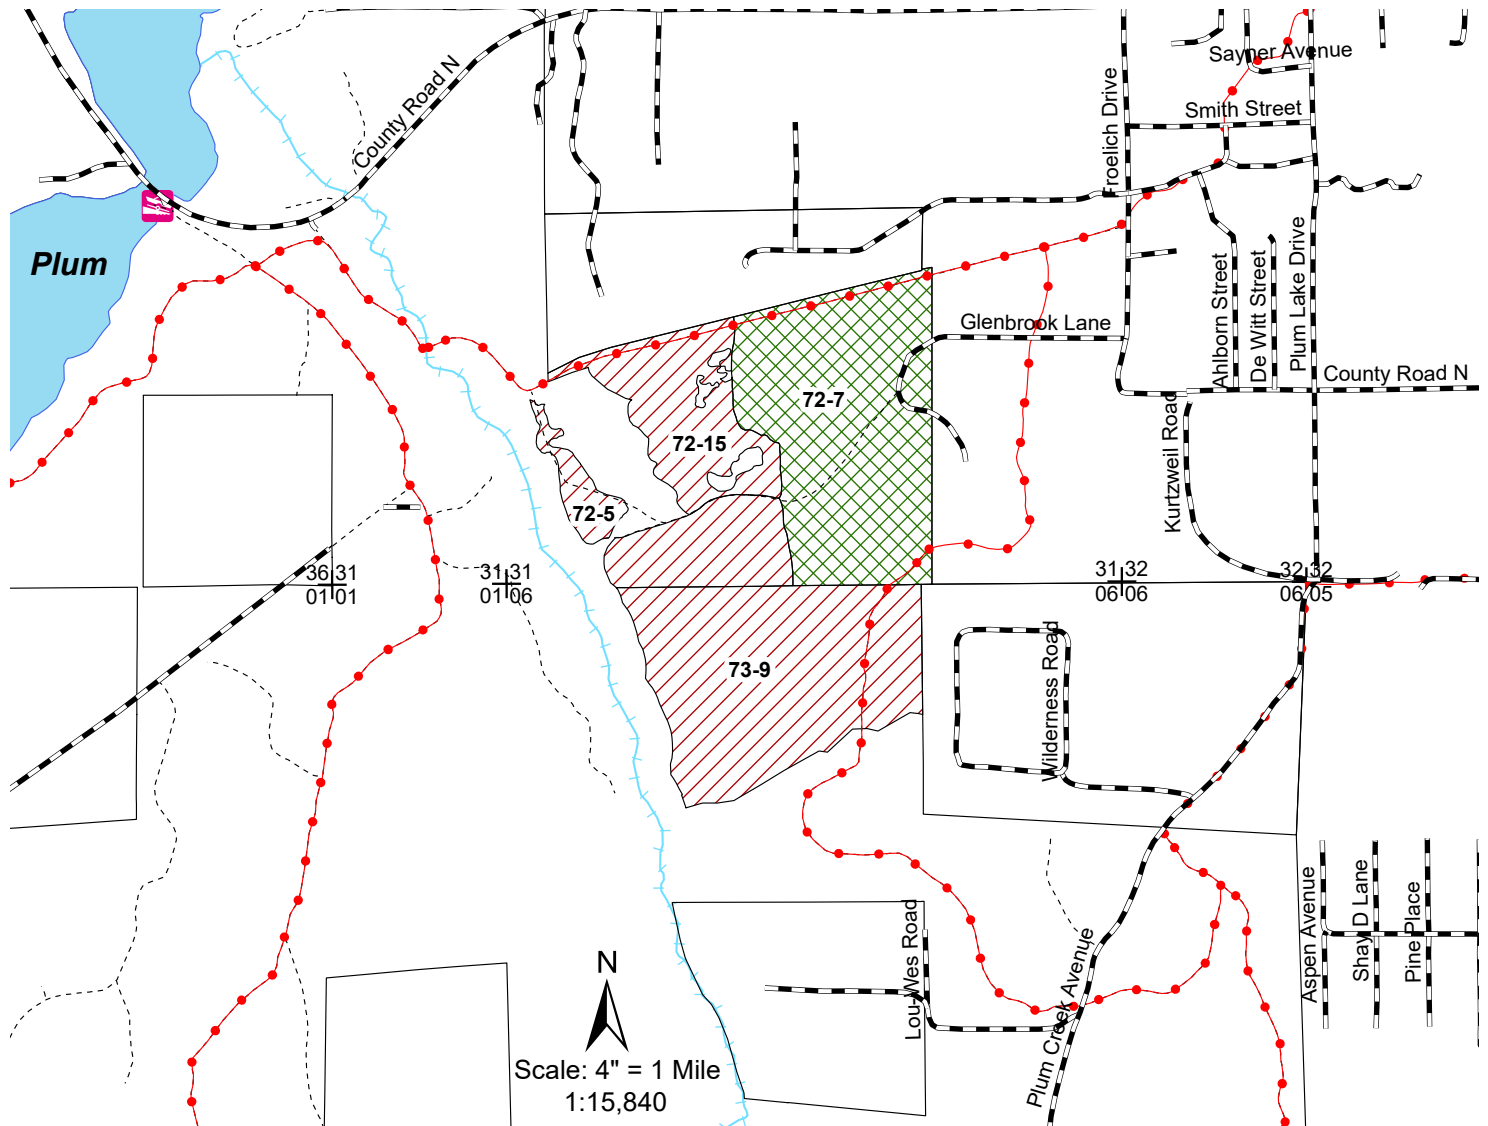 Sayner Avenue
Smith Street
County Road N
Froelich Drive
Plum
Ahlborn Street
De Witt Street
Plum Lake Drive
Glenbrook Lane
County Road N
72-7
72-15
72-5
Kurtzweil Road
36 31
01 01
31 31
01 06
31 32
06 06
32 32
06 05
73-9
Wilderness Road
Lou-Wes Road
Plum Creek Avenue
Aspen Avenue
Shay D Lane
Pine Place
N
Scale: 4" = 1 Mile
1:15,840